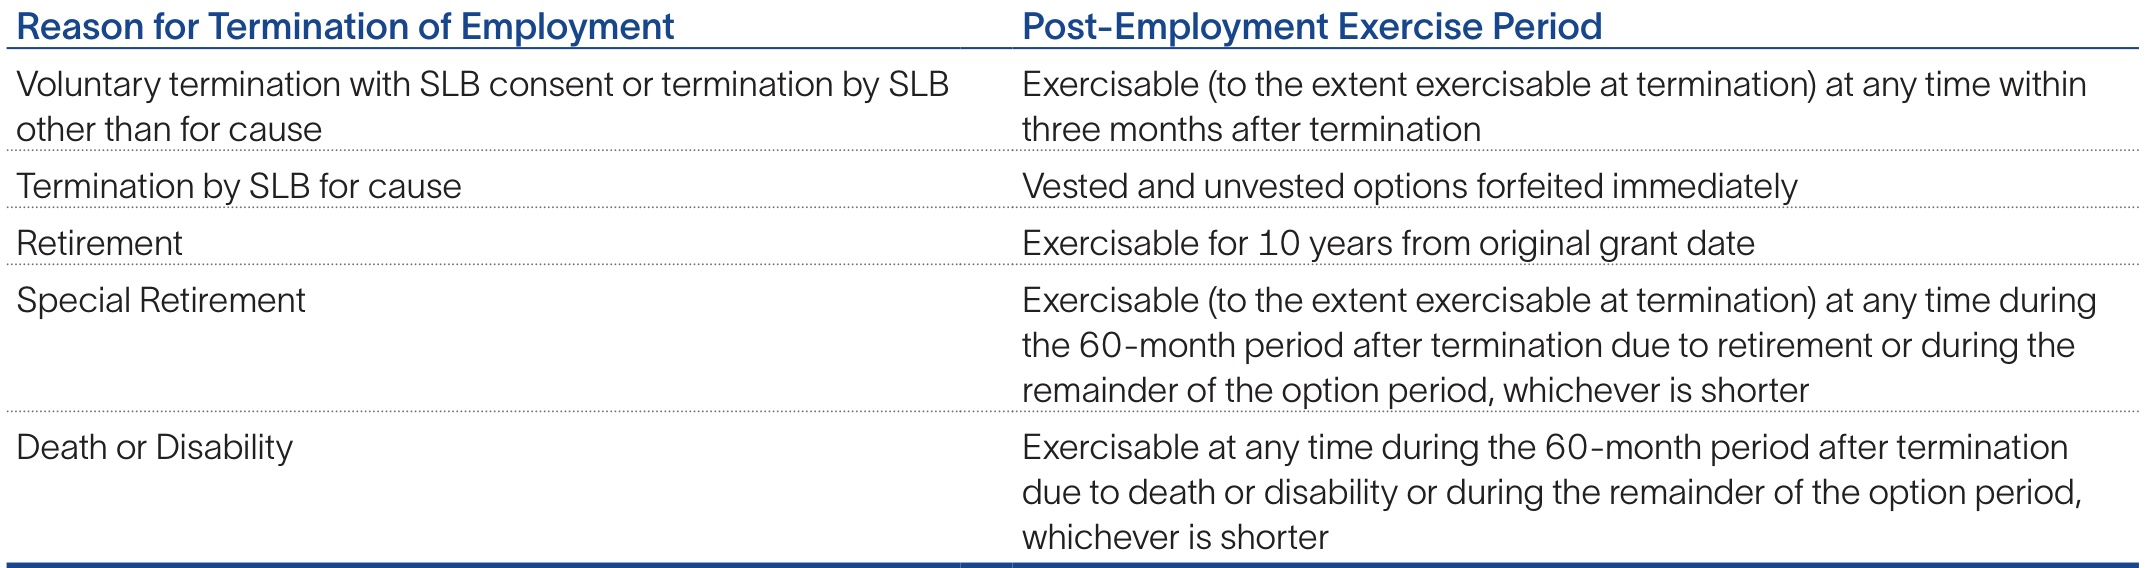 Reason for Termination of Employment
Post-Employment Exercise Period
Voluntary termination with SLB consent or termination by SLB
other than for cause
Exercisable (to the extent exercisable at termination) at any time within
three months after termination
Termination by SLB for cause
Vested and unvested options forfeited immediately
Retirement
Exercisable for 10 years from original grant date
Special Retirement
Exercisable (to the extent exercisable at termination) at any time during
the 60-month period after termination due to retirement or during the
remainder of the option period, whichever is shorter
Death or Disability
Exercisable at any time during the 60-month period after termination
due to death or disability or during the remainder of the option period,
whichever is shorter